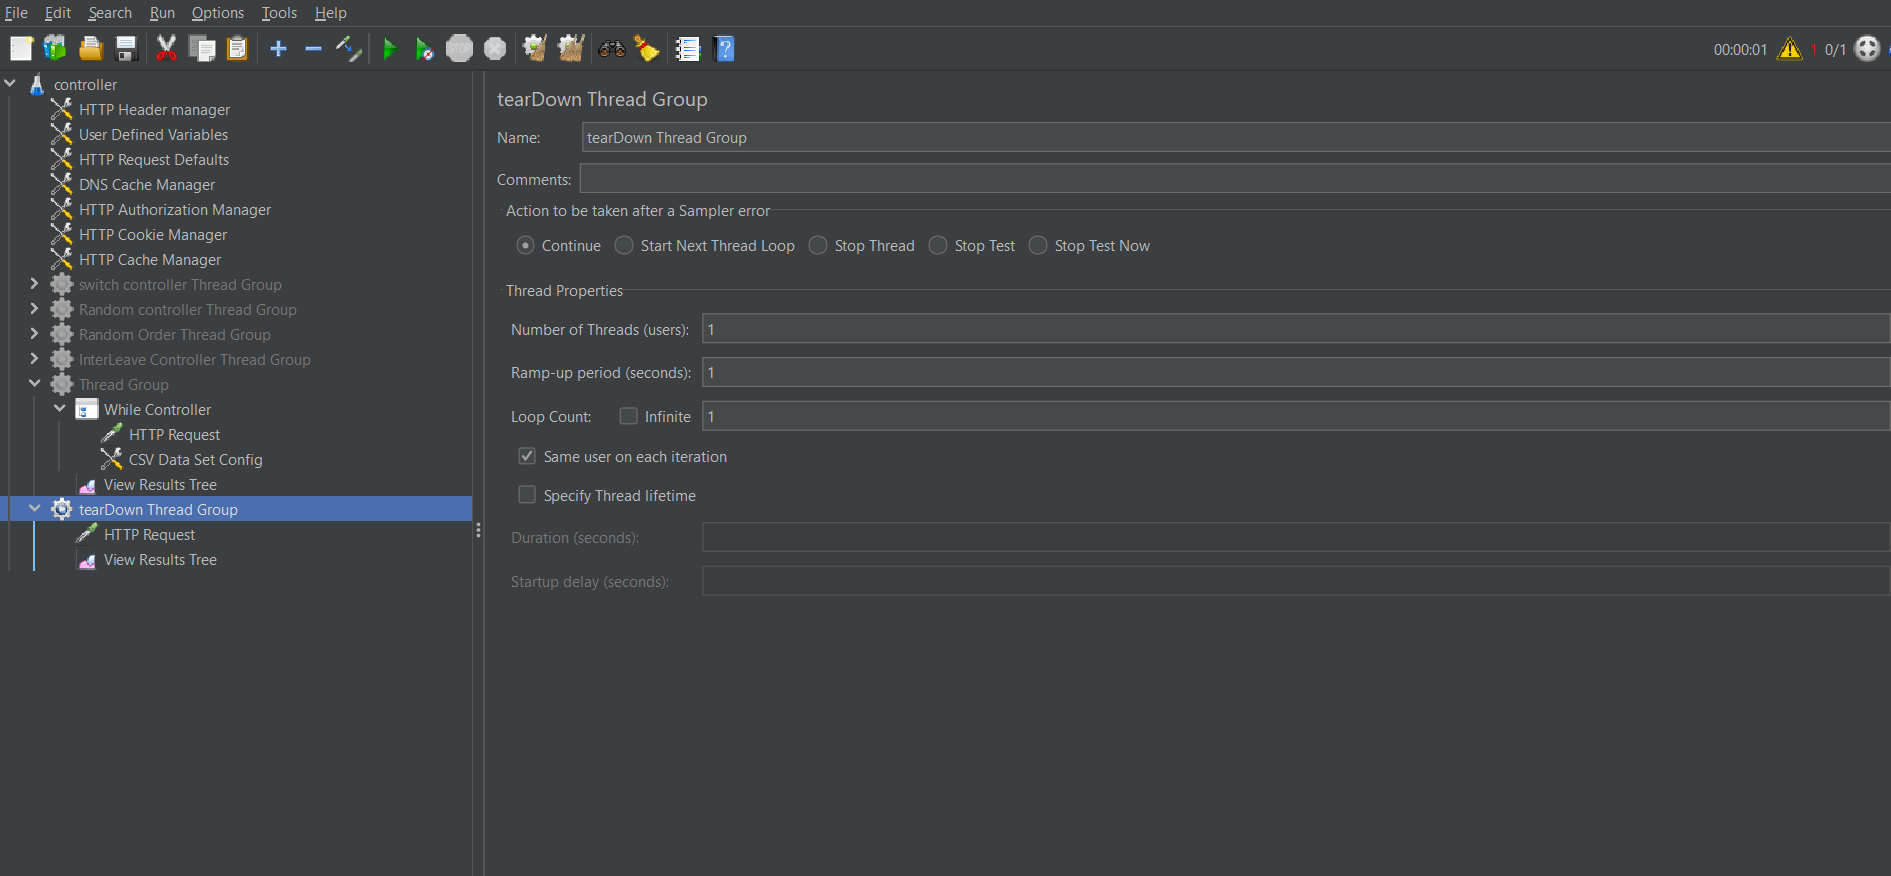 File Edit Search Run Options Tools Help
STOP
00:00:01 1 0/1
controller
HTTP Header manager
User Defined Variables
HTTP Request Defaults
DNS Cache Manager
HTTP Authorization Manager
HTTP Cookie Manager
HTTP Cache Manager
switch controller Thread Group
Random controller Thread Group
Random Order Thread Group
InterLeave Controller Thread Group
Thread Group
While Controller
HTTP Request
CSV Data Set Config
View Results Tree
tearDown Thread Group
HTTP Request
View Results Tree
tearDown Thread Group
Name: tearDown Thread Group
Comments:
Action to be taken after a Sampler error
Continue Start Next Thread Loop Stop Thread Stop Test Stop Test Now
Thread Properties
Number of Threads (users): 1
Ramp-up period (seconds): 1
Loop Count: Infinite 1
Same user on each iteration
Specify Thread lifetime
Duration (seconds):
Startup delay (seconds):